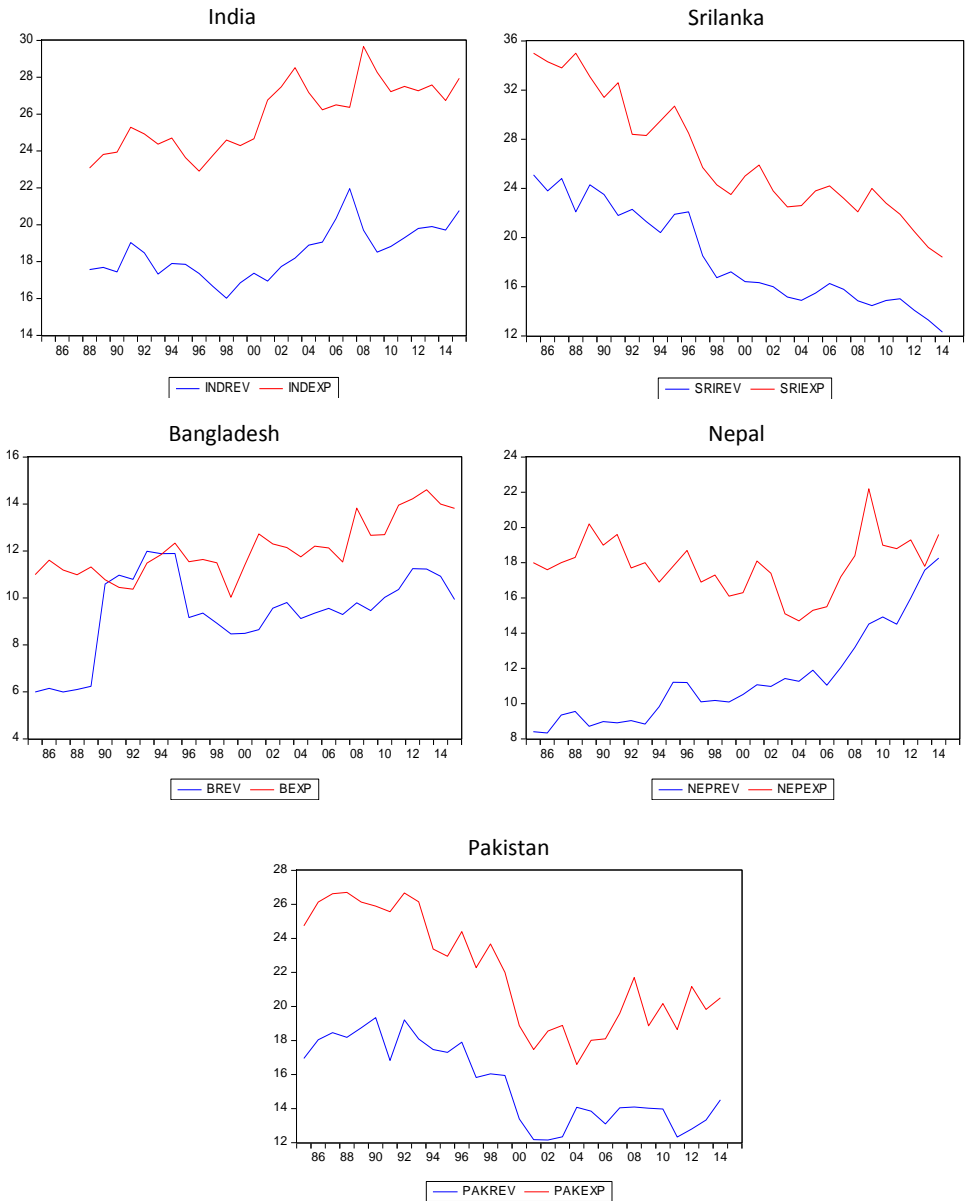 India
Srilanka
30
28
26
24
22
20
18
16
14
86 88 90 92 94 96 98 00 02 04 06 08 10 12 14
INDREV INDEXP
36
32
28
24
20
16
12
86 88 90 92 94 96 98 00 02 04 06 08 10 12 14
SRIREV SRIEXP
Bangladesh
Nepal
16
14
12
10
8
6
4
86 88 90 92 94 96 98 00 02 04 06 08 10 12 14
BREV BEXP
24
22
20
18
16
14
12
10
8
86 88 90 92 94 96 98 00 02 04 06 08 10 12 14
NEPREV NEPEXP
Pakistan
28
26
24
22
20
18
16
14
12
86 88 90 92 94 96 98 00 02 04 06 08 10 12 14
PAKREV PAKEXP